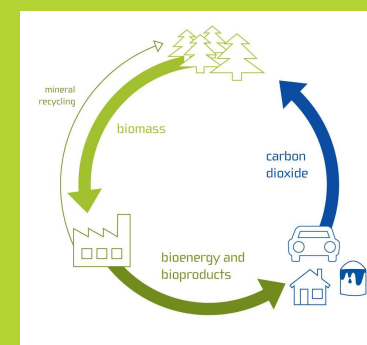 mineral
recycling
biomass
carbon
dioxide
bioenergy and
bioproducts